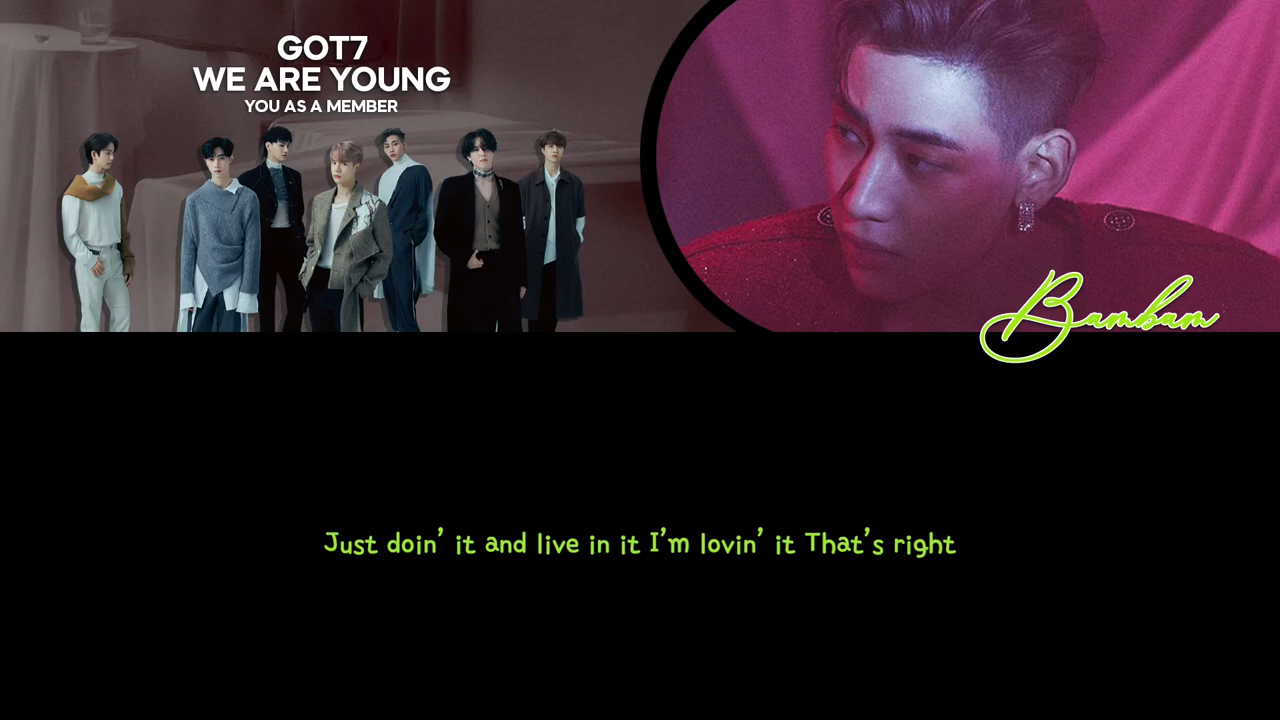 GOT7
WE ARE YOUNG
YOU AS A MEMBER
Bambam
Just doin' it and live in it I'm lovin' it That's right